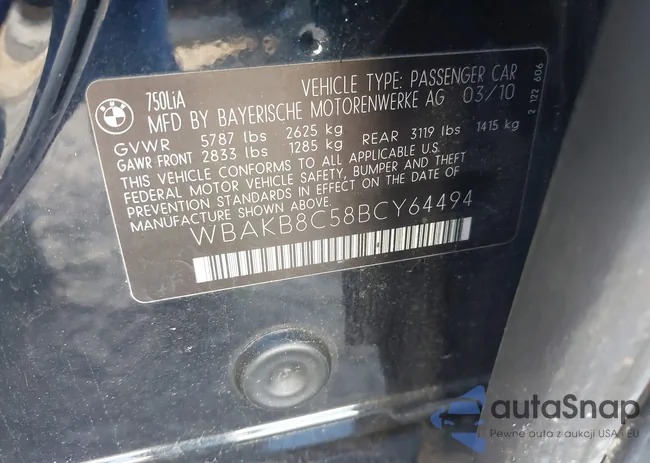 BMW
750LiA
VEHICLE TYPE: PASSENGER CAR
MFD BY BAYERISCHE MOTORENWERKE AG 03/10
GVWR 5787 lbs 2625 kg
GAWR FRONT 2833 lbs 1285 kg REAR 3119 lbs 1415 kg
THIS VEHICLE CONFORMS TO ALL APPLICABLE U.S.
FEDERAL MOTOR VEHICLE SAFETY, BUMPER AND THEFT
PREVENTION STANDARDS IN EFFECT ON THE DATE OF
MANUFACTURE SHOWN ABOVE.
WBAKB8C58BCY64494
2 122 606
autaSnap
Pewne auta z aukcji USA i EU